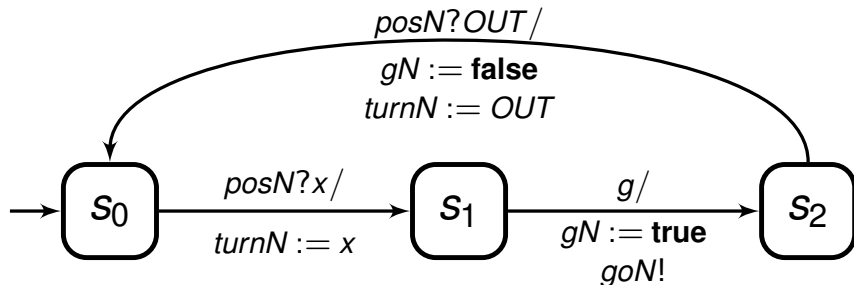 posN?OUT/
gN := false
turnN := OUT
s0
posN?x/
turnN := x
s1
g/
gN := true
goN!
s2